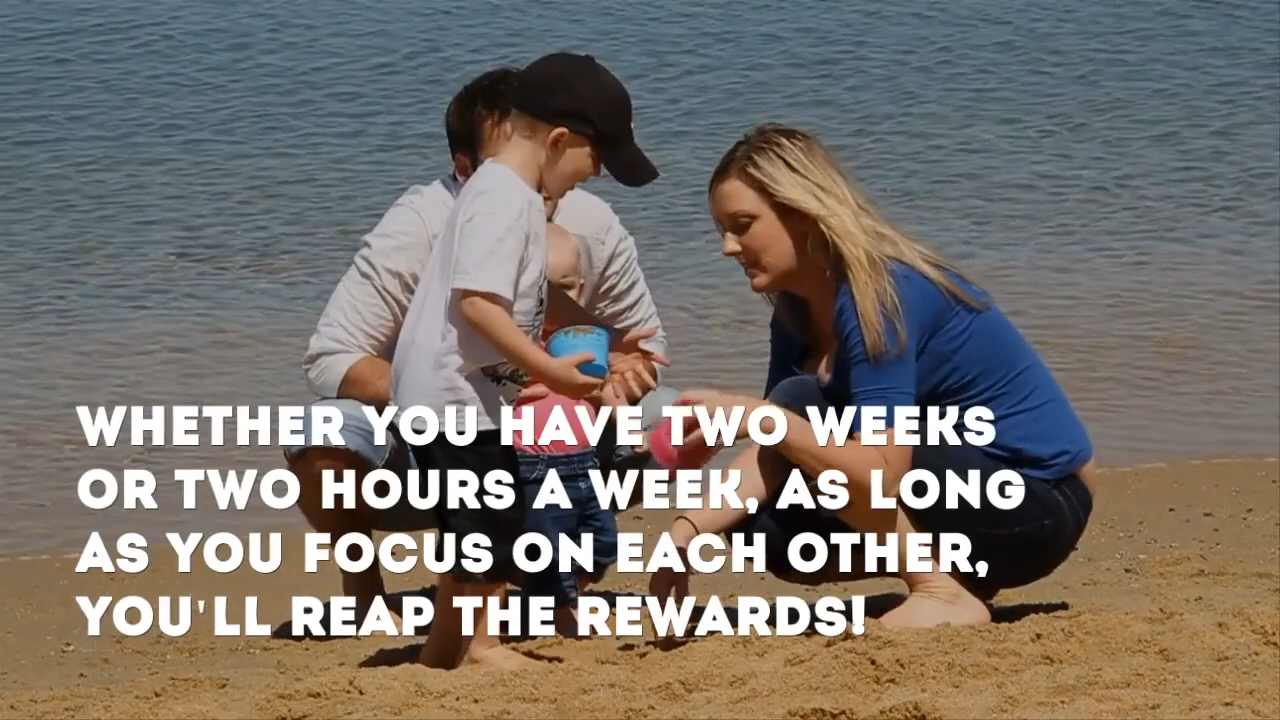 WHETHER YOU HAVE TWO WEEKS
OR TWO HOURS A WEEK, AS LONG
AS YOU FOCUS ON EACH OTHER,
YOU'LL REAP THE REWARDS!